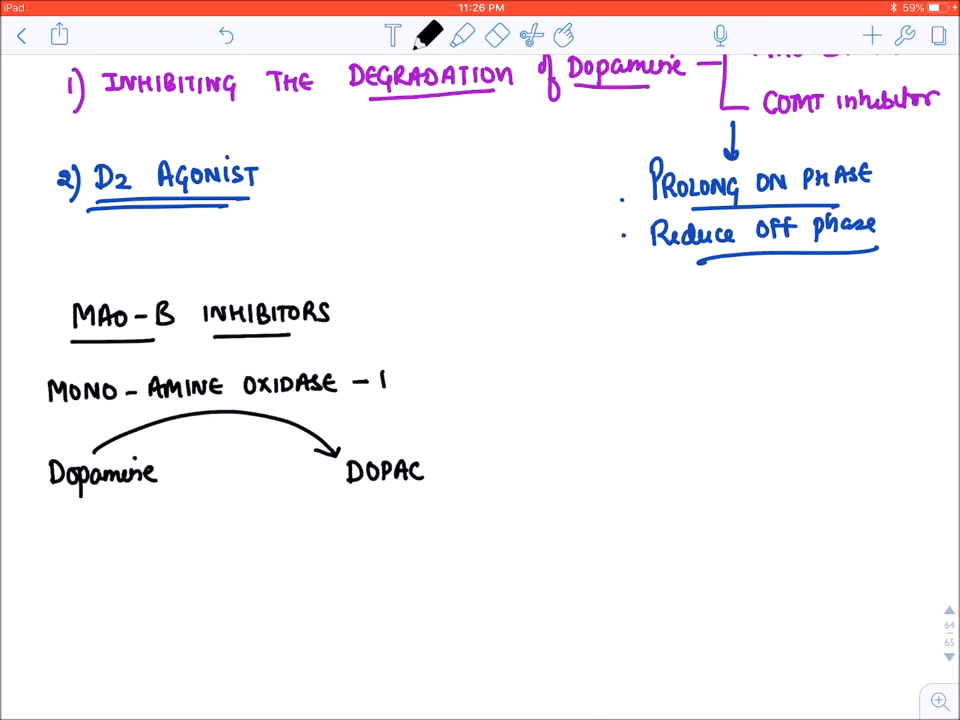 iPad 11:26 PM 59%
T
1) INHIBITING THE DEGRADATION of Dopamine
COMT inhibitor
2) D2 AGONIST
• PROLONG ON PHASE
• Reduce OFF phase
MAO-B INHIBITORS
MONO-AMINE OXIDASE - I
Dopamine DOPAC
64
65